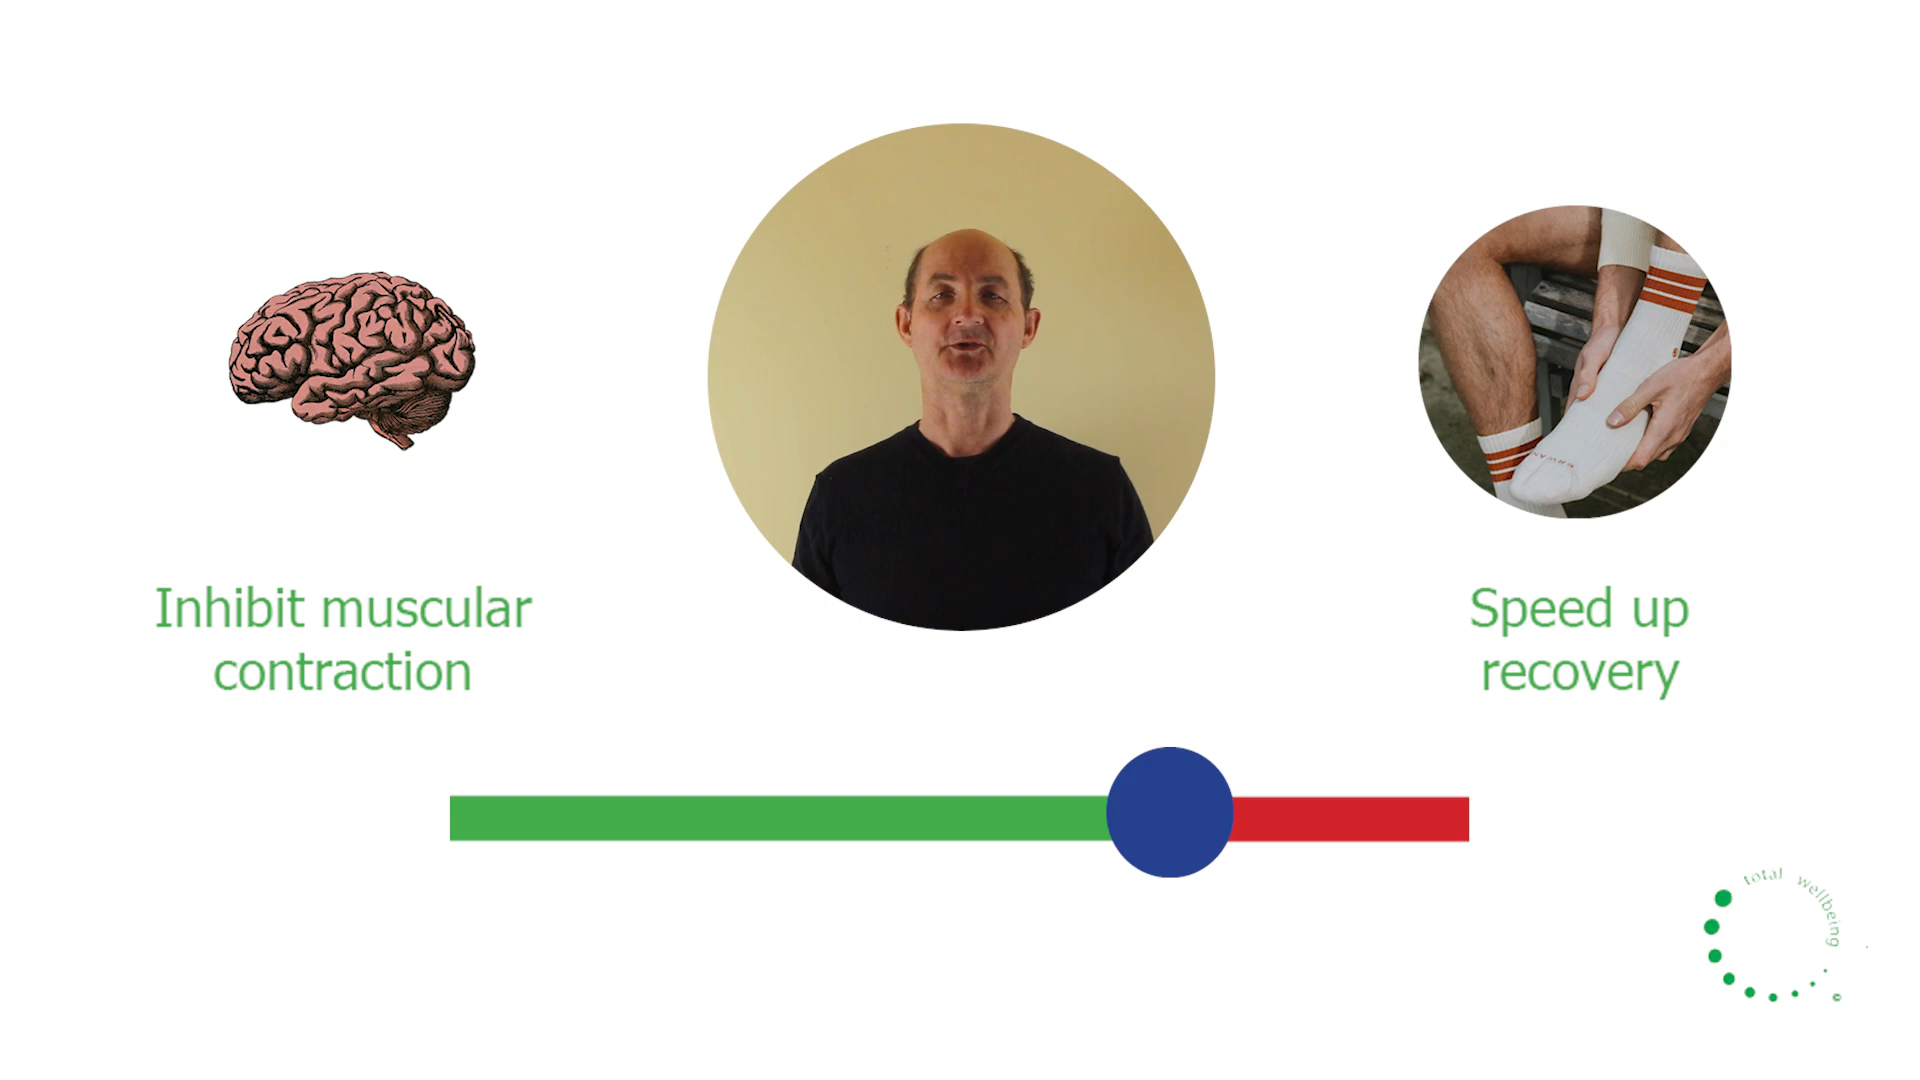 Inhibit muscular
contraction
Speed up
recovery
total wellbeing
©